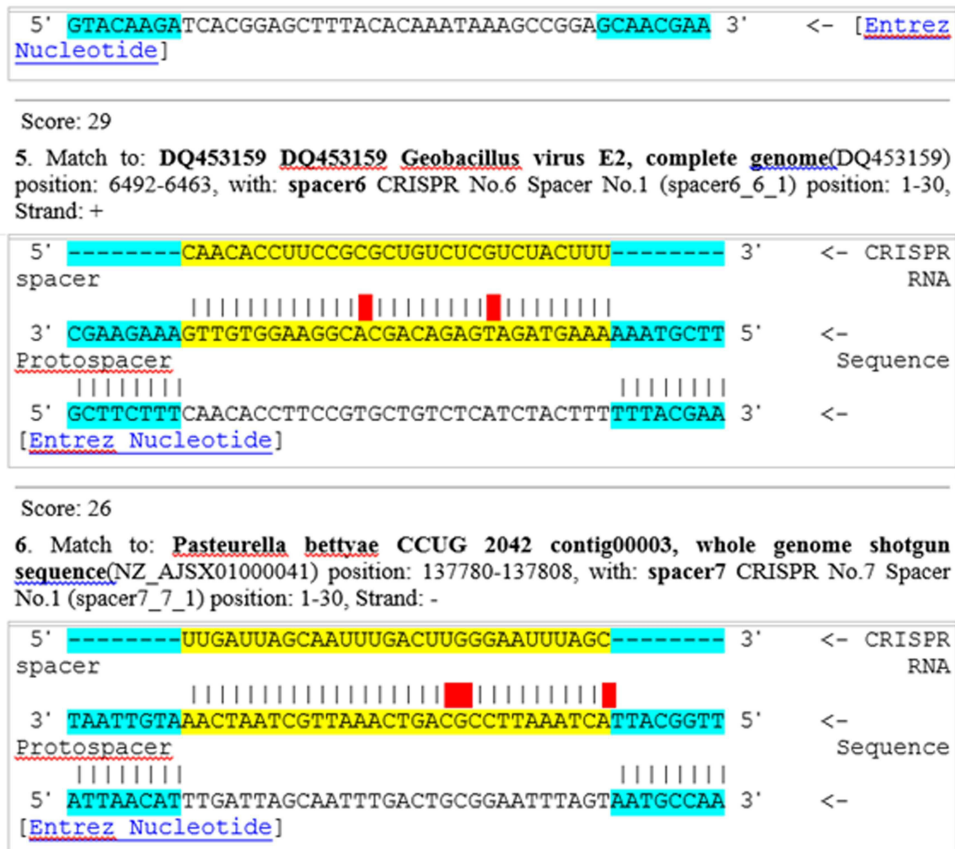 5' GTACAAGATCACGGAGCTTTACACAAATAAAGCCGGAGCAACGAA 3' <- [Entrez
Nucleotide]
Score: 29
5. Match to: DQ453159 DQ453159 Geobacillus virus E2, complete genome(DQ453159)
position: 6492-6463, with: spacer6 CRISPR No.6 Spacer No.1 (spacer6_6_1) position: 1-30,
Strand: +
5' --------CAACACCUUCCGCGCUGUCUCGUCUACUUU-------- 3' <- CRISPR
spacer RNA
|||||||||||| |||||||| ||||||||
3' CGAAGAAAGTTGTGGAAGGCACGACAGAGTAGATGAAAAAATGCTT 5' <-
Protospacer Sequence
|||||||| ||||||||
5' GCTTCTTTCAACACCTTCCGTGCTGTCTCATCTACTTTTTTACGAA 3' <-
[Entrez Nucleotide]
Score: 26
6. Match to: Pasteurella bettyae CCUG 2042 contig00003, whole genome shotgun
sequence(NZ_AJSX01000041) position: 137780-137808, with: spacer7 CRISPR No.7 Spacer
No.1 (spacer7_7_1) position: 1-30, Strand: -
5' --------UUGAUUAGCAAUUUGACUUGGGAAUUUAGC-------- 3' <- CRISPR
spacer RNA
|||||||||||||||||| |||||||||
3' TAATTGTAAACTAATCGTTAAACTGACGCCTTAAATCATTACGGTT 5' <-
Protospacer Sequence
|||||||| ||||||||
5' ATTAACATTTGATTAGCAATTTGACTGCGGAATTTAGTAATGCCAA 3' <-
[Entrez Nucleotide]